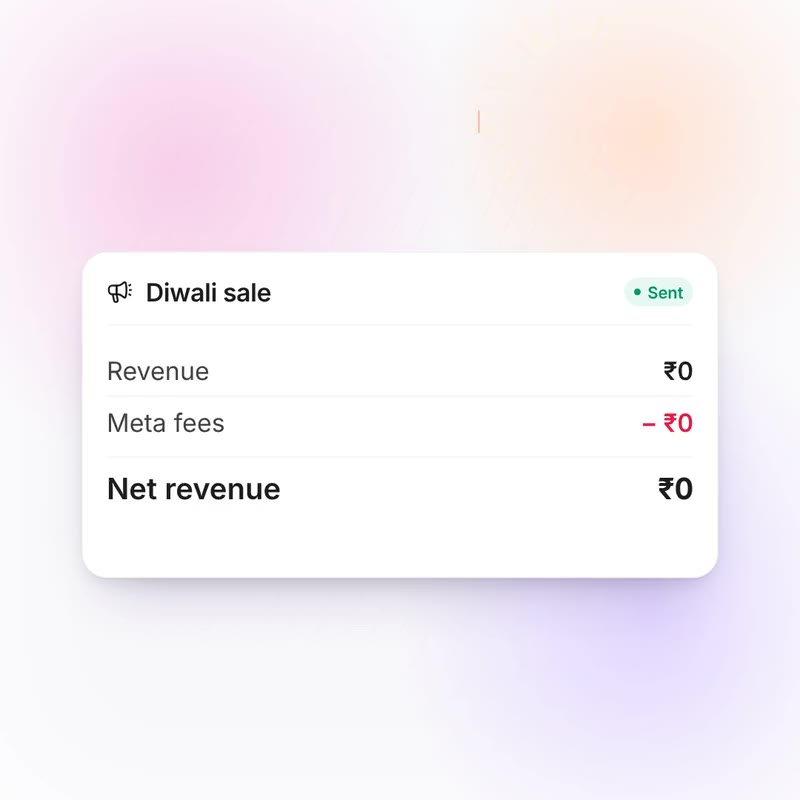 Diwali sale
Sent
Revenue ₹0
Meta fees – ₹0
Net revenue ₹0